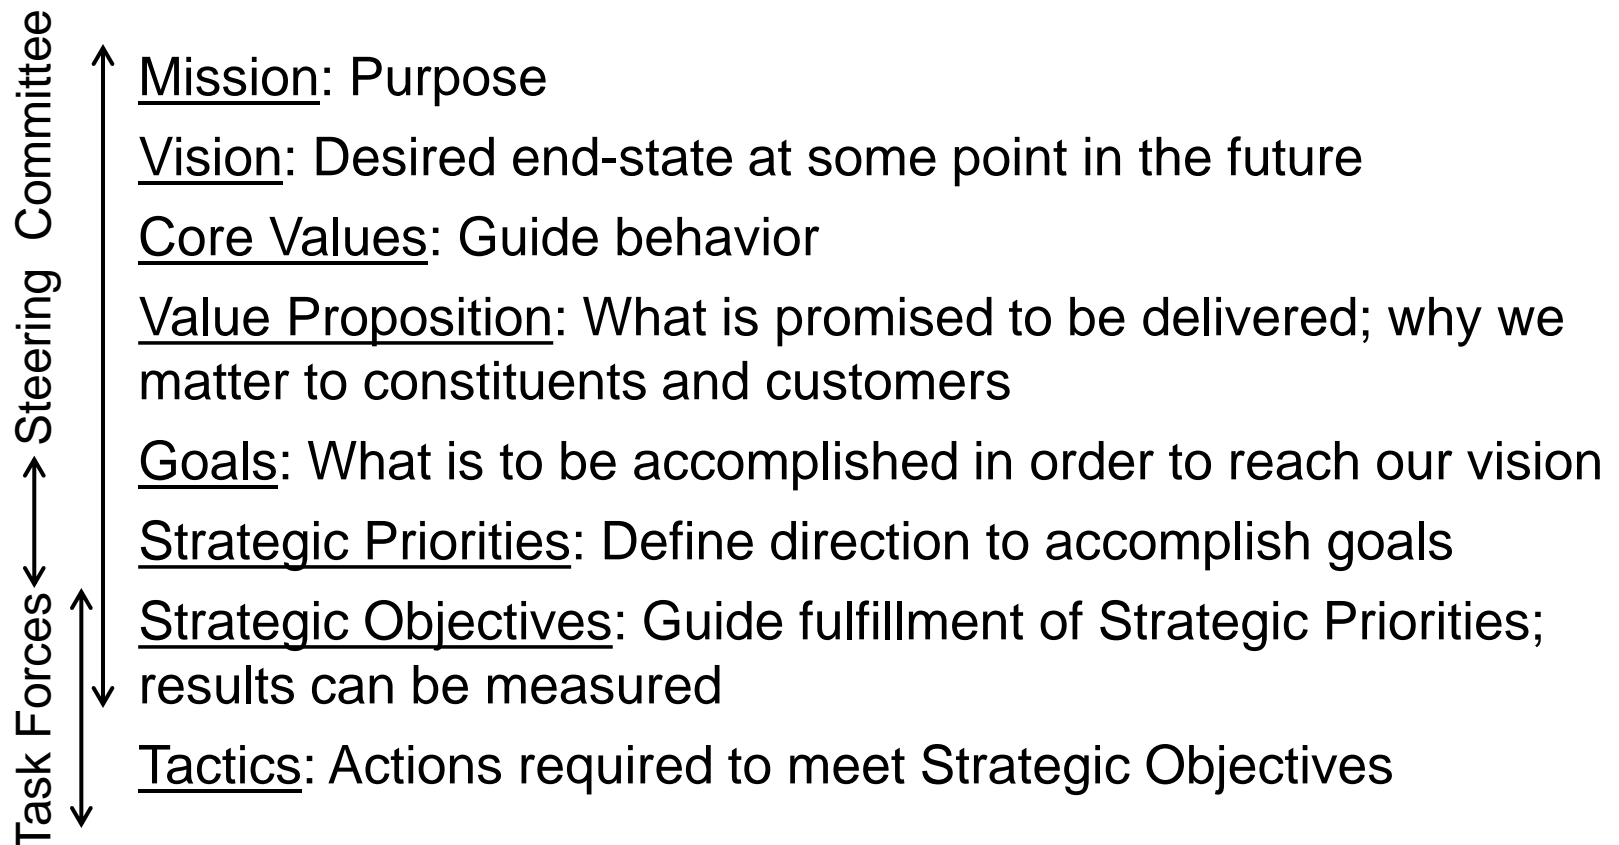 Mission: Purpose
Vision: Desired end-state at some point in the future
Core Values: Guide behavior
Value Proposition: What is promised to be delivered; why we
matter to constituents and customers
Goals: What is to be accomplished in order to reach our vision
Strategic Priorities: Define direction to accomplish goals
Strategic Objectives: Guide fulfillment of Strategic Priorities;
results can be measured
Tactics: Actions required to meet Strategic Objectives
Steering Committee
Task Forces